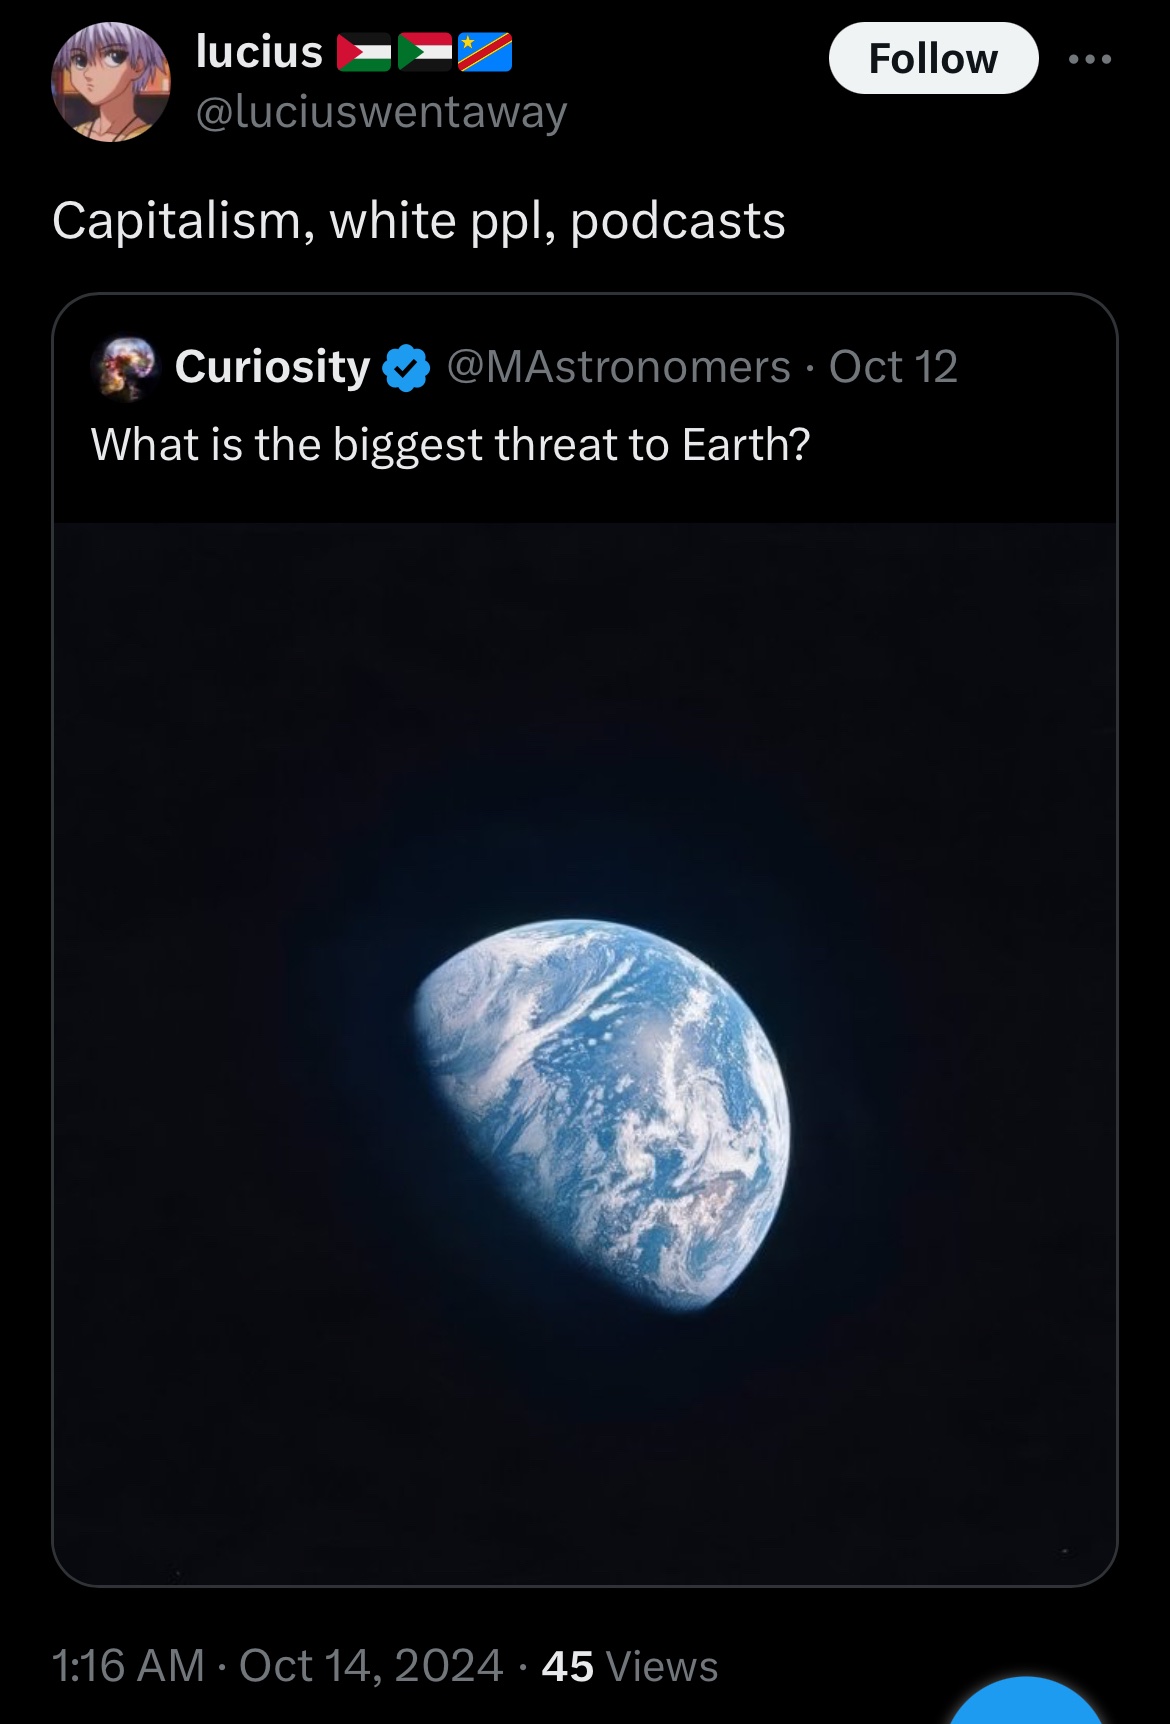 lucius 🇵🇸🇸🇩🇨🇩
@luciuswentaway
Follow
Capitalism, white ppl, podcasts
Curiosity @MAstronomers · Oct 12
What is the biggest threat to Earth?
1:16 AM · Oct 14, 2024 · 45 Views